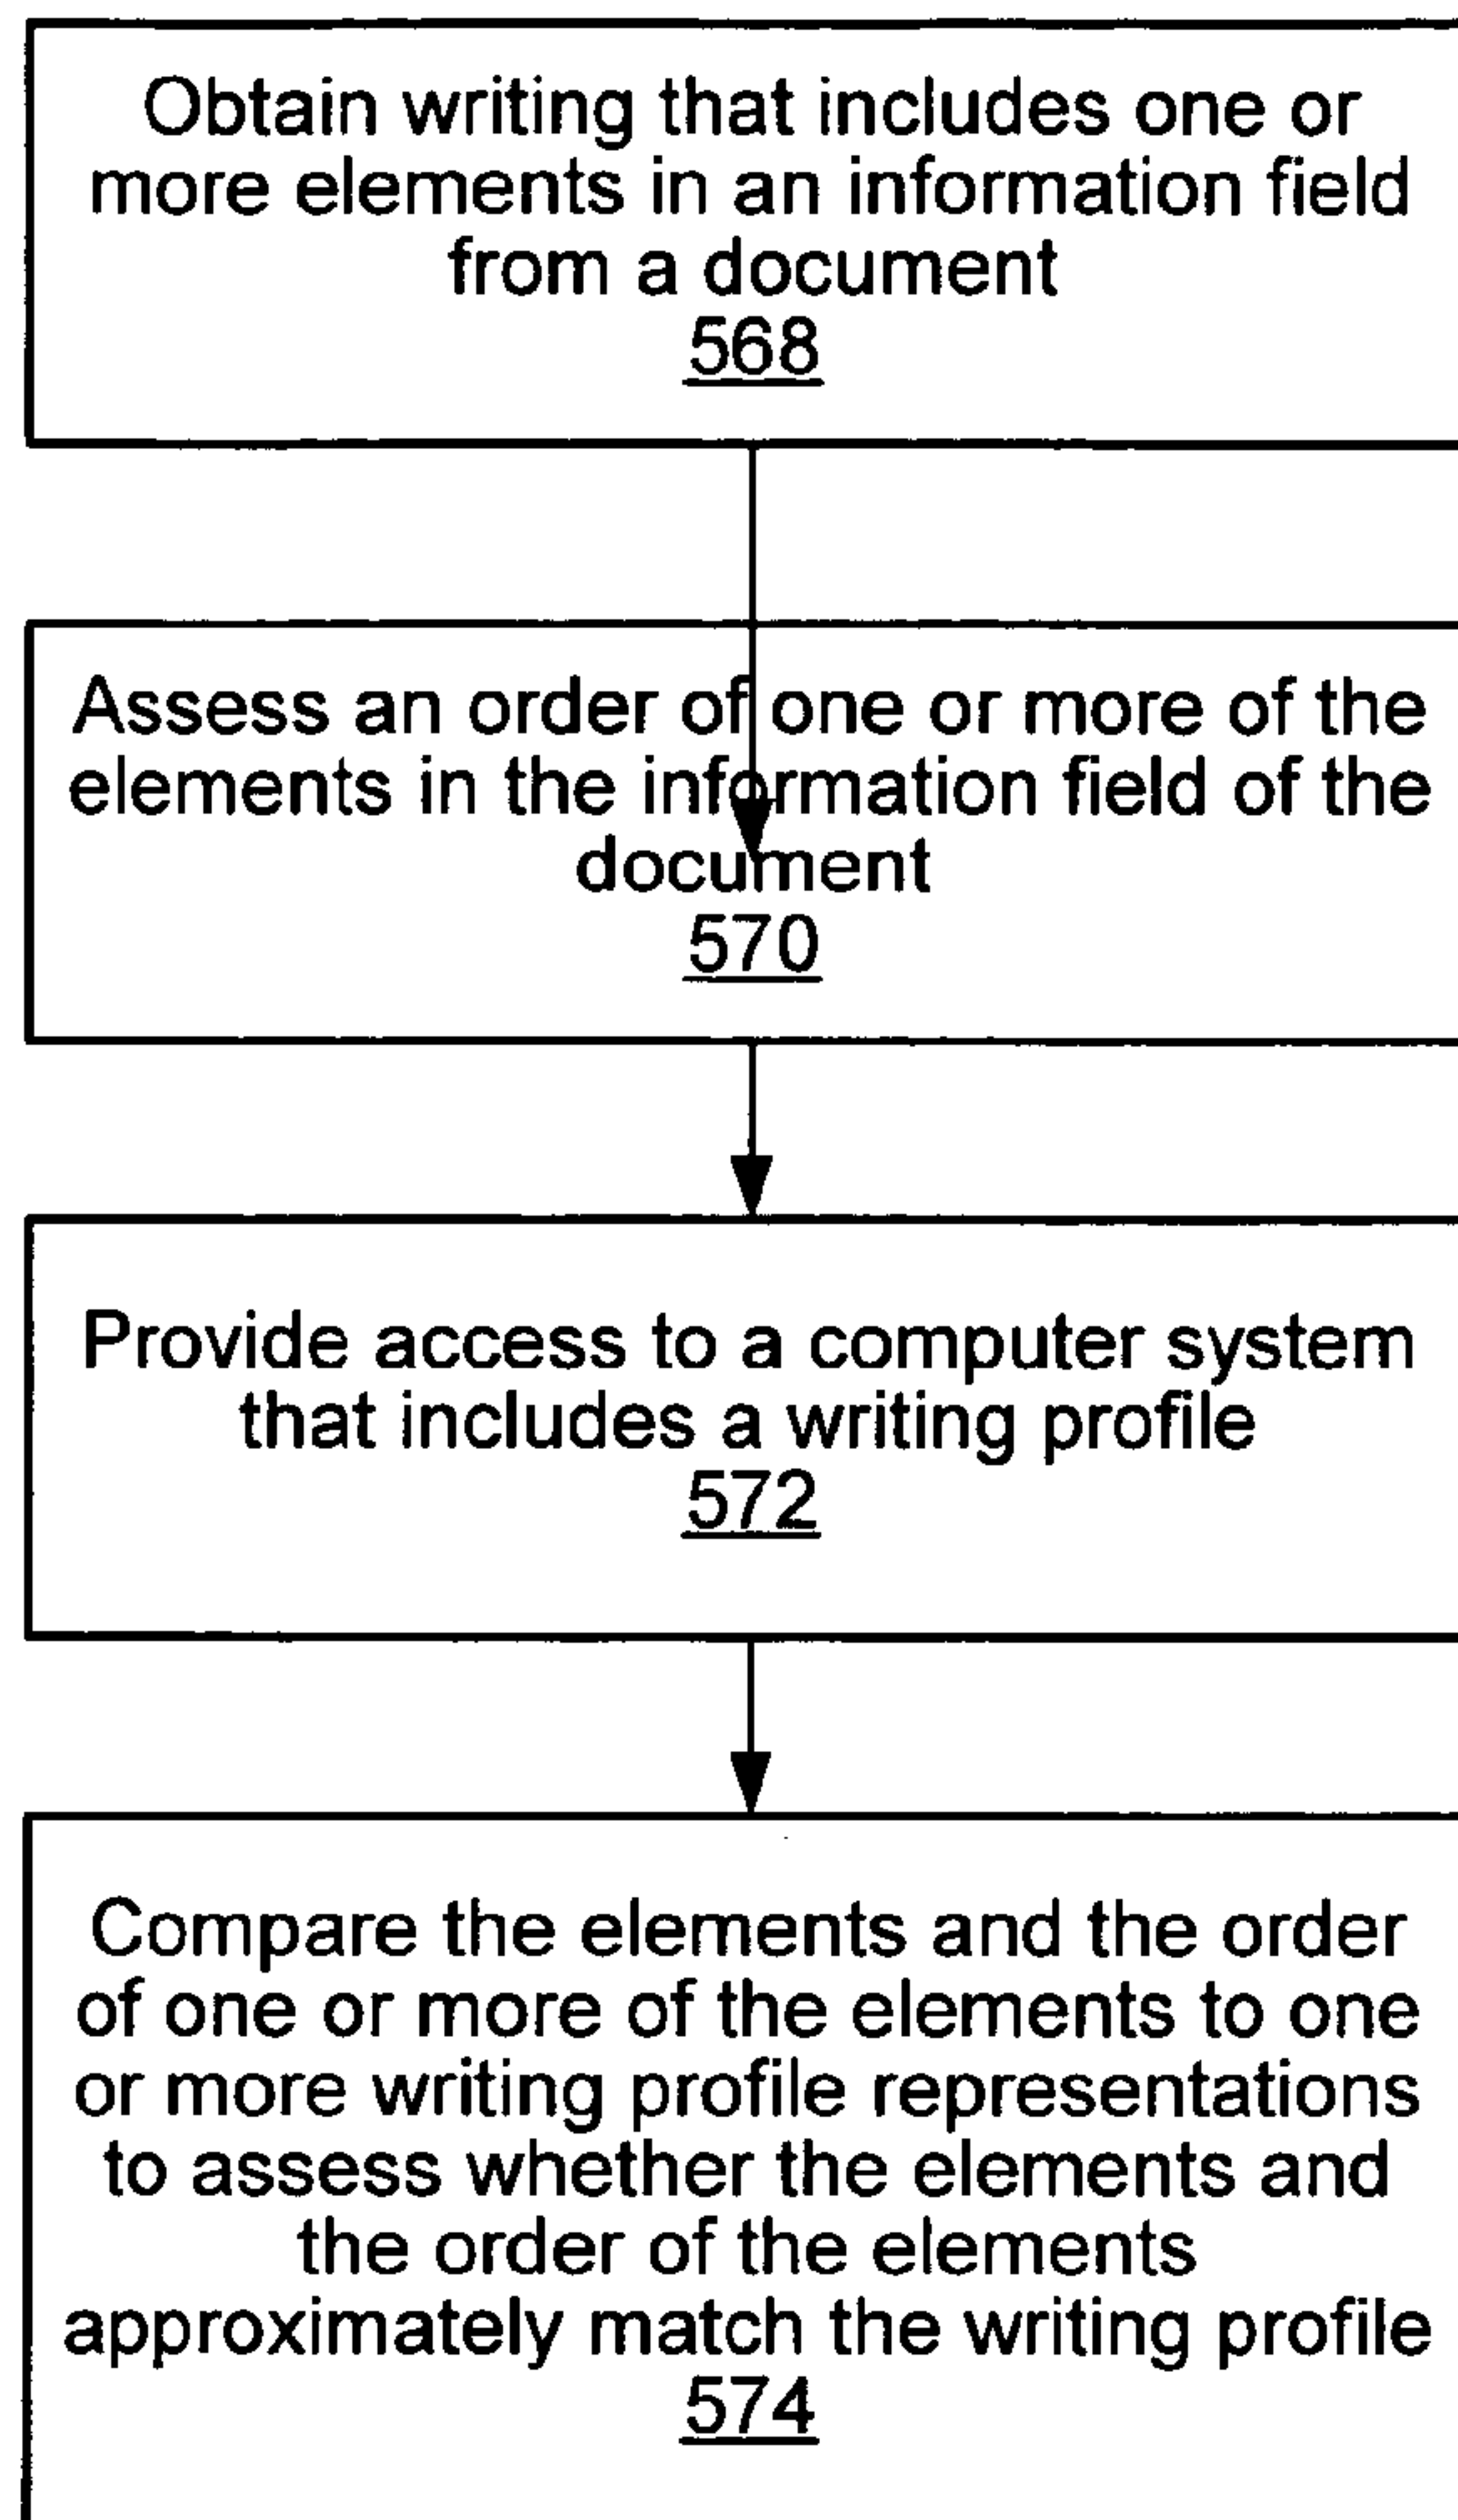 Obtain writing that includes one or
more elements in an information field
from a document
568
Assess an order of one or more of the
elements in the information field of the
document
570
Provide access to a computer system
that includes a writing profile
572
Compare the elements and the order
of one or more of the elements to one
or more writing profile representations
to assess whether the elements and
the order of the elements
approximately match the writing profile
574